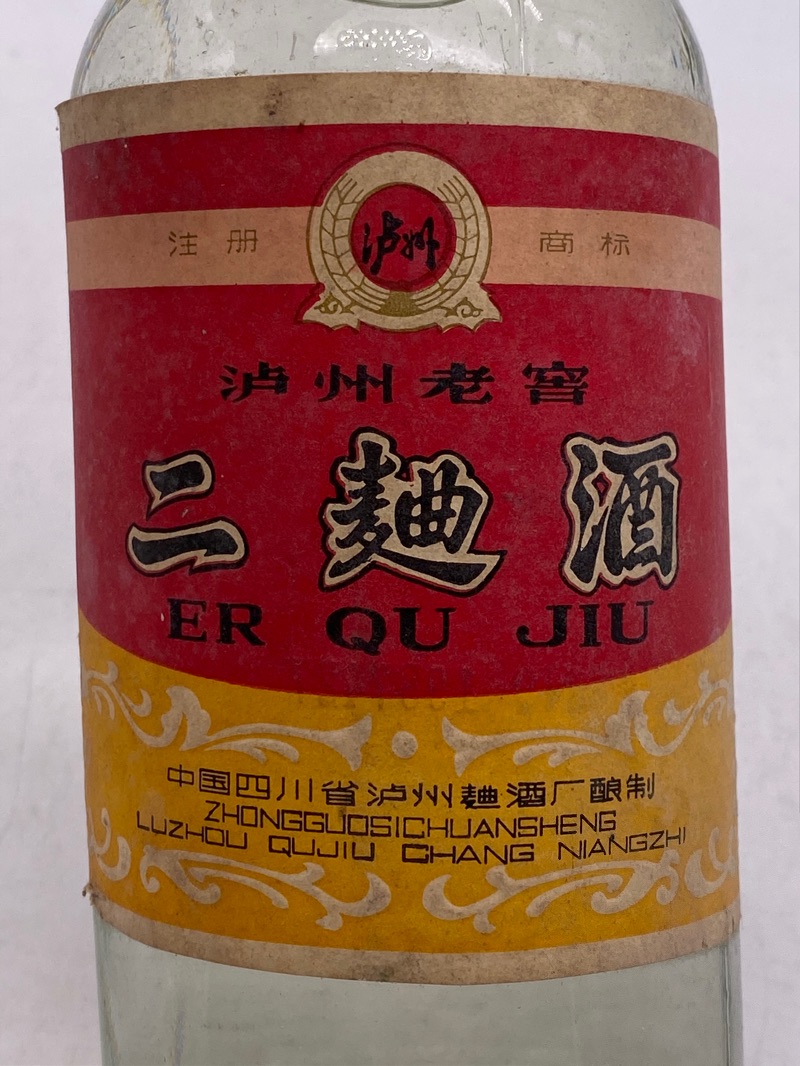 注册 泸州 商标
泸州老窖
二麯酒
ER QU JIU
中国四川省泸州麯酒厂酿制
ZHONGGUOSICHUANSHENG
LUZHOU QUJIU CHANG NIANGZHI